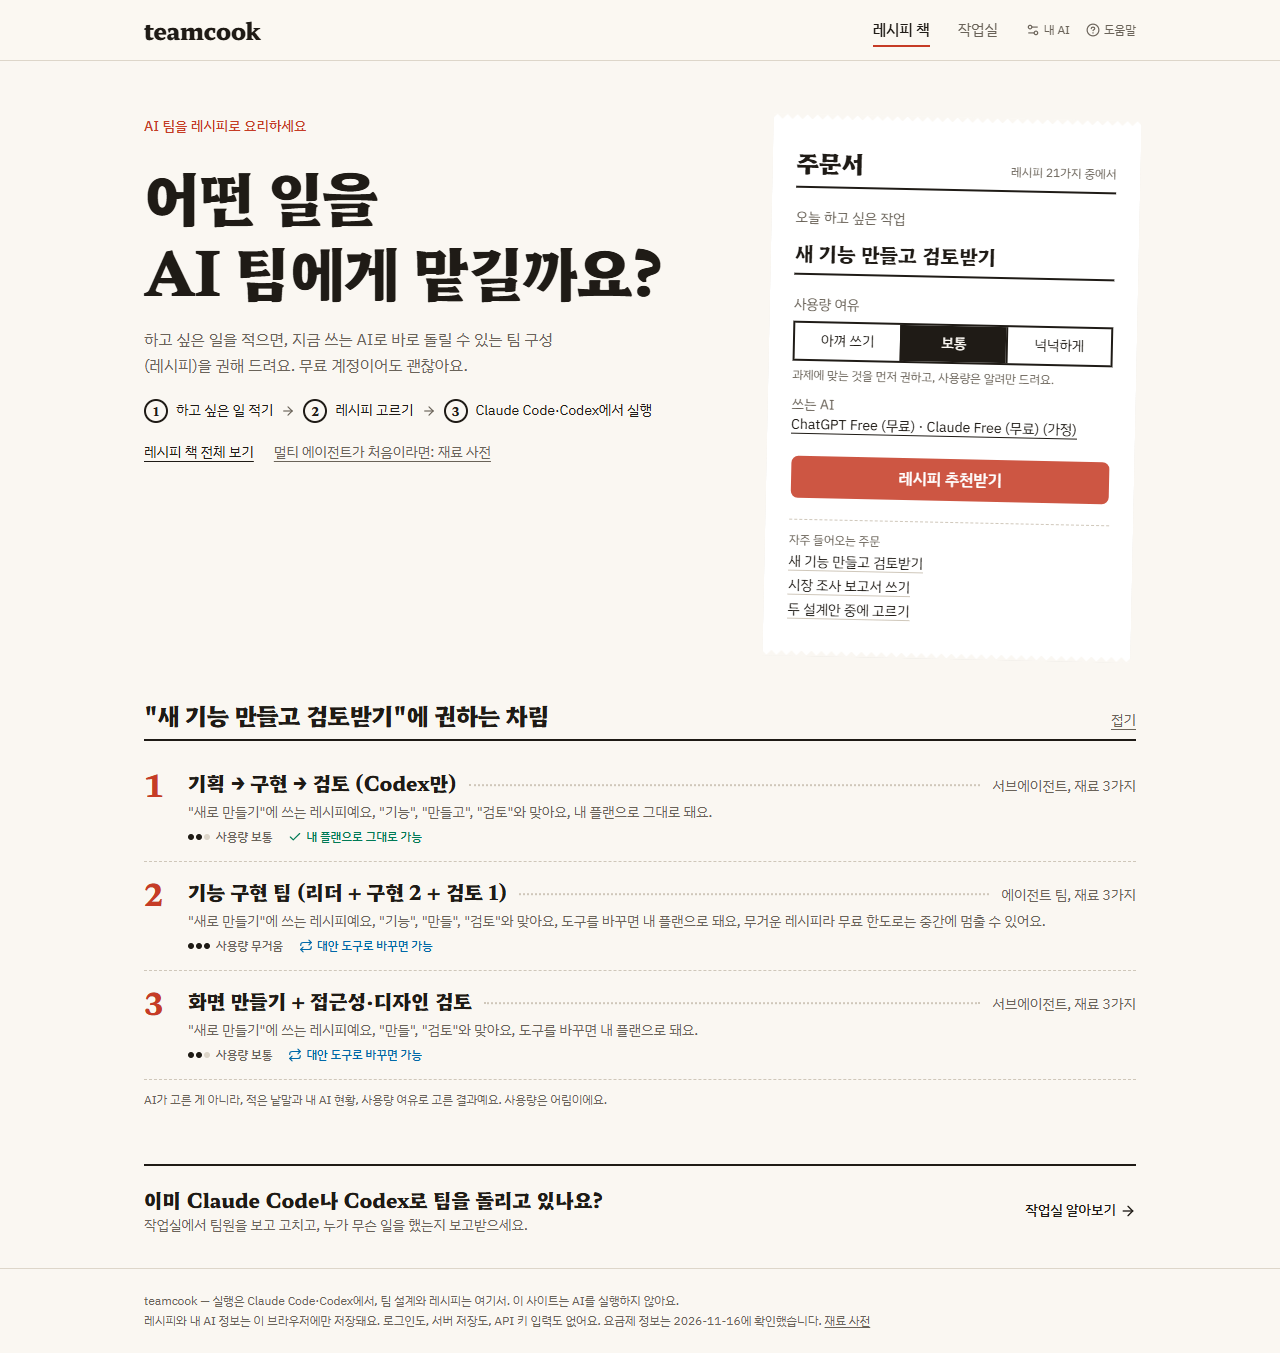 teamcook
레시피 책
작업실
내 AI
도움말
AI 팀을 레시피로 요리하세요
어떤 일을
AI 팀에게 맡길까요?
하고 싶은 일을 적으면, 지금 쓰는 AI로 바로 돌릴 수 있는 팀 구성
(레시피)을 권해 드려요. 무료 계정이어도 괜찮아요.
1 하고 싶은 일 적기 → 2 레시피 고르기 → 3 Claude Code·Codex에서 실행
레시피 책 전체 보기
멀티 에이전트가 처음이라면: 재료 사전
주문서
레시피 21가지 중에서
오늘 하고 싶은 작업
새 기능 만들고 검토받기
사용량 여유
아껴 쓰기
보통
넉넉하게
과제에 맞는 것을 먼저 권하고, 사용량은 알려만 드려요.
쓰는 AI
ChatGPT Free (무료) · Claude Free (무료) (가정)
레시피 추천받기
자주 들어오는 주문
새 기능 만들고 검토받기
시장 조사 보고서 쓰기
두 설계안 중에 고르기
"새 기능 만들고 검토받기"에 권하는 차림
접기
1 기획 → 구현 → 검토 (Codex만)
서브에이전트, 재료 3가지
"새로 만들기"에 쓰는 레시피예요, "기능", "만들고", "검토"와 맞아요, 내 플랜으로 그대로 돼요.
사용량 보통
내 플랜으로 그대로 가능
2 기능 구현 팀 (리더 + 구현 2 + 검토 1)
에이전트 팀, 재료 3가지
"새로 만들기"에 쓰는 레시피예요, "기능", "만들", "검토"와 맞아요, 도구를 바꾸면 내 플랜으로 돼요, 무거운 레시피라 무료 한도로는 중간에 멈출 수 있어요.
사용량 무거움
대안 도구로 바꾸면 가능
3 화면 만들기 + 접근성·디자인 검토
서브에이전트, 재료 3가지
"새로 만들기"에 쓰는 레시피예요, "만들", "검토"와 맞아요, 도구를 바꾸면 내 플랜으로 돼요.
사용량 보통
대안 도구로 바꾸면 가능
AI가 고른 게 아니라, 적은 낱말과 내 AI 현황, 사용량 여유로 고른 결과예요. 사용량은 어림이에요.
이미 Claude Code나 Codex로 팀을 돌리고 있나요?
작업실에서 팀원을 보고 고치고, 누가 무슨 일을 했는지 보고받으세요.
작업실 알아보기 →
teamcook — 실행은 Claude Code·Codex에서, 팀 설계와 레시피는 여기서. 이 사이트는 AI를 실행하지 않아요.
레시피와 내 AI 정보는 이 브라우저에만 저장돼요. 로그인도, 서버 저장도, API 키 입력도 없어요. 요금제 정보는 2026-11-16에 확인했습니다. 재료 사전